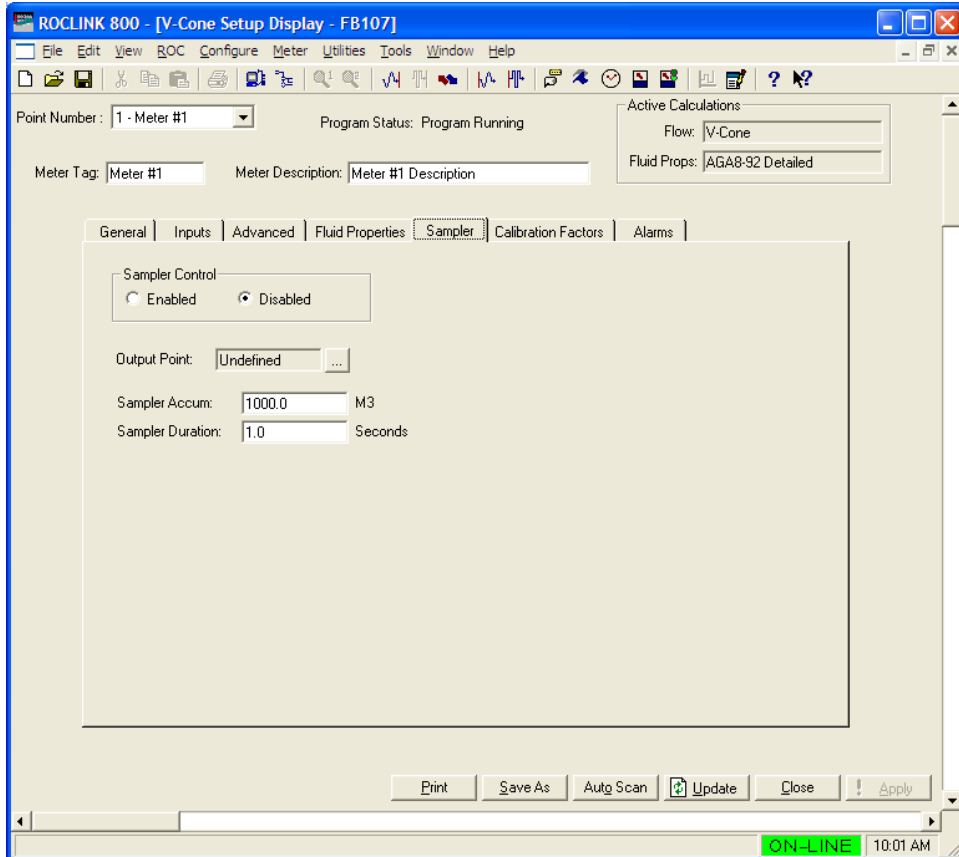 ROCLINK 800 - [V-Cone Setup Display - FB107]
File Edit View ROC Configure Meter Utilities Tools Window Help
Point Number : 1 - Meter #1
Program Status: Program Running
Active Calculations
Flow: V-Cone
Fluid Props: AGA8-92 Detailed
Meter Tag: Meter #1 Meter Description: Meter #1 Description
General Inputs Advanced Fluid Properties Sampler Calibration Factors Alarms
Sampler Control
Enabled Disabled
Output Point: Undefined ...
Sampler Accum: 1000.0 M3
Sampler Duration: 1.0 Seconds
Print Save As Auto Scan Update Close ! Apply
ON-LINE 10:01 AM